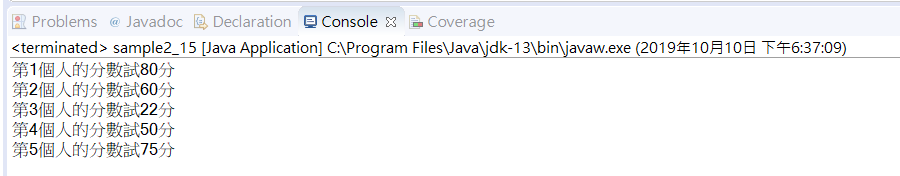 Problems @ Javadoc Declaration Console Coverage
<terminated> sample2_15 [Java Application] C:\Program Files\Java\jdk-13\bin\javaw.exe (2019年10月10日 下午6:37:09)
第1個人的分數試80分
第2個人的分數試60分
第3個人的分數試22分
第4個人的分數試50分
第5個人的分數試75分